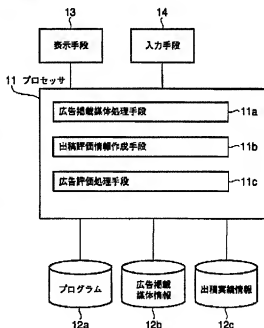 13
14
表示手段
入力手段
11 プロセッサ
広告掲載媒体処理手段
11a
出稿評価情報作成手段
11b
広告評価処理手段
11c
プログラム
広告掲載
媒体情報
出稿実績情報
12a
12b
12c